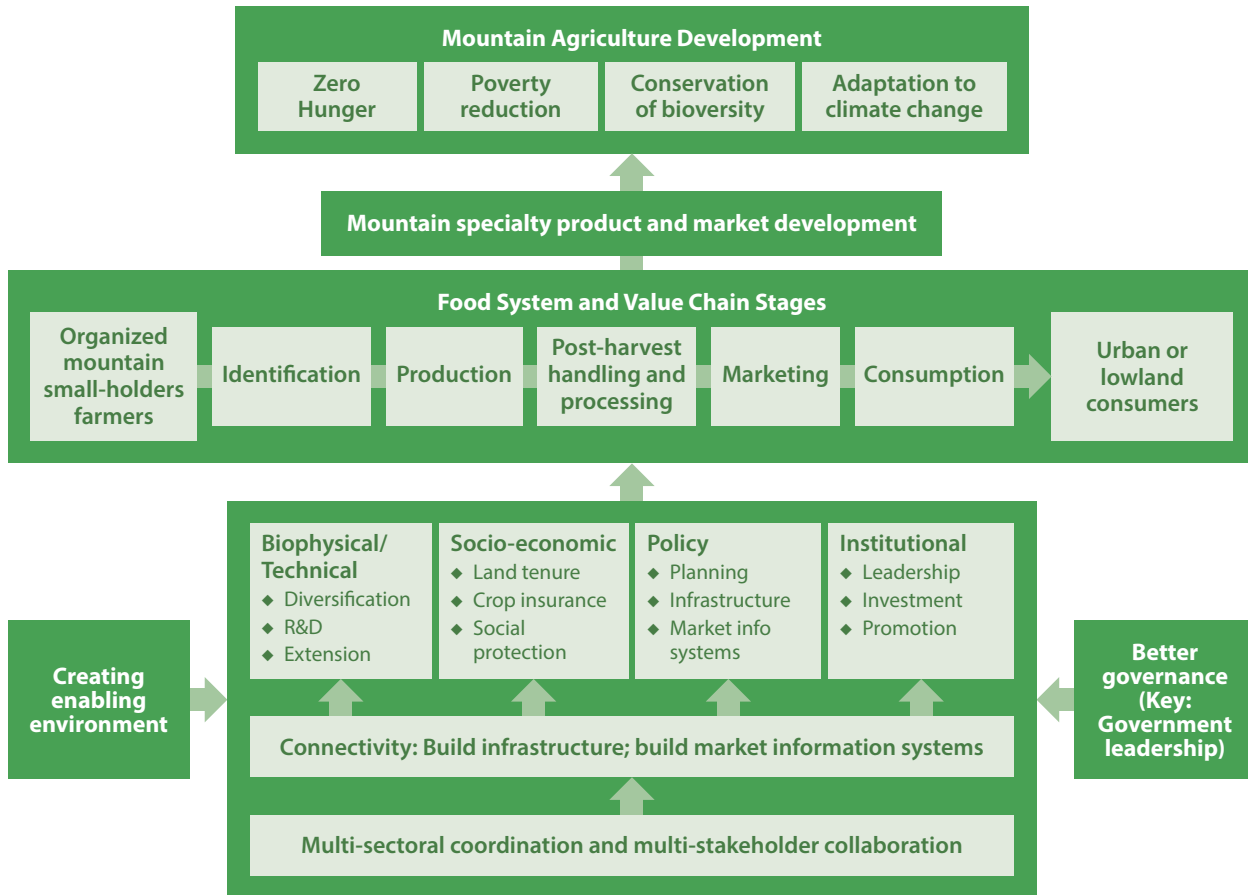 Mountain Agriculture Development
Zero
Hunger
Poverty
reduction
Conservation
of bioversity
Adaptation to
climate change
Mountain specialty product and market development
Food System and Value Chain Stages
Organized
mountain
small-holders
farmers
Identification
Production
Post-harvest
handling and
processing
Marketing
Consumption
Urban or
lowland
consumers
Creating
enabling
environment
Biophysical/
Technical
◆ Diversification
◆ R&D
◆ Extension
Socio-economic
◆ Land tenure
◆ Crop insurance
◆ Social
protection
Policy
◆ Planning
◆ Infrastructure
◆ Market info
systems
Institutional
◆ Leadership
◆ Investment
◆ Promotion
Connectivity: Build infrastructure; build market information systems
Multi-sectoral coordination and multi-stakeholder collaboration
Better
governance
(Key:
Government
leadership)